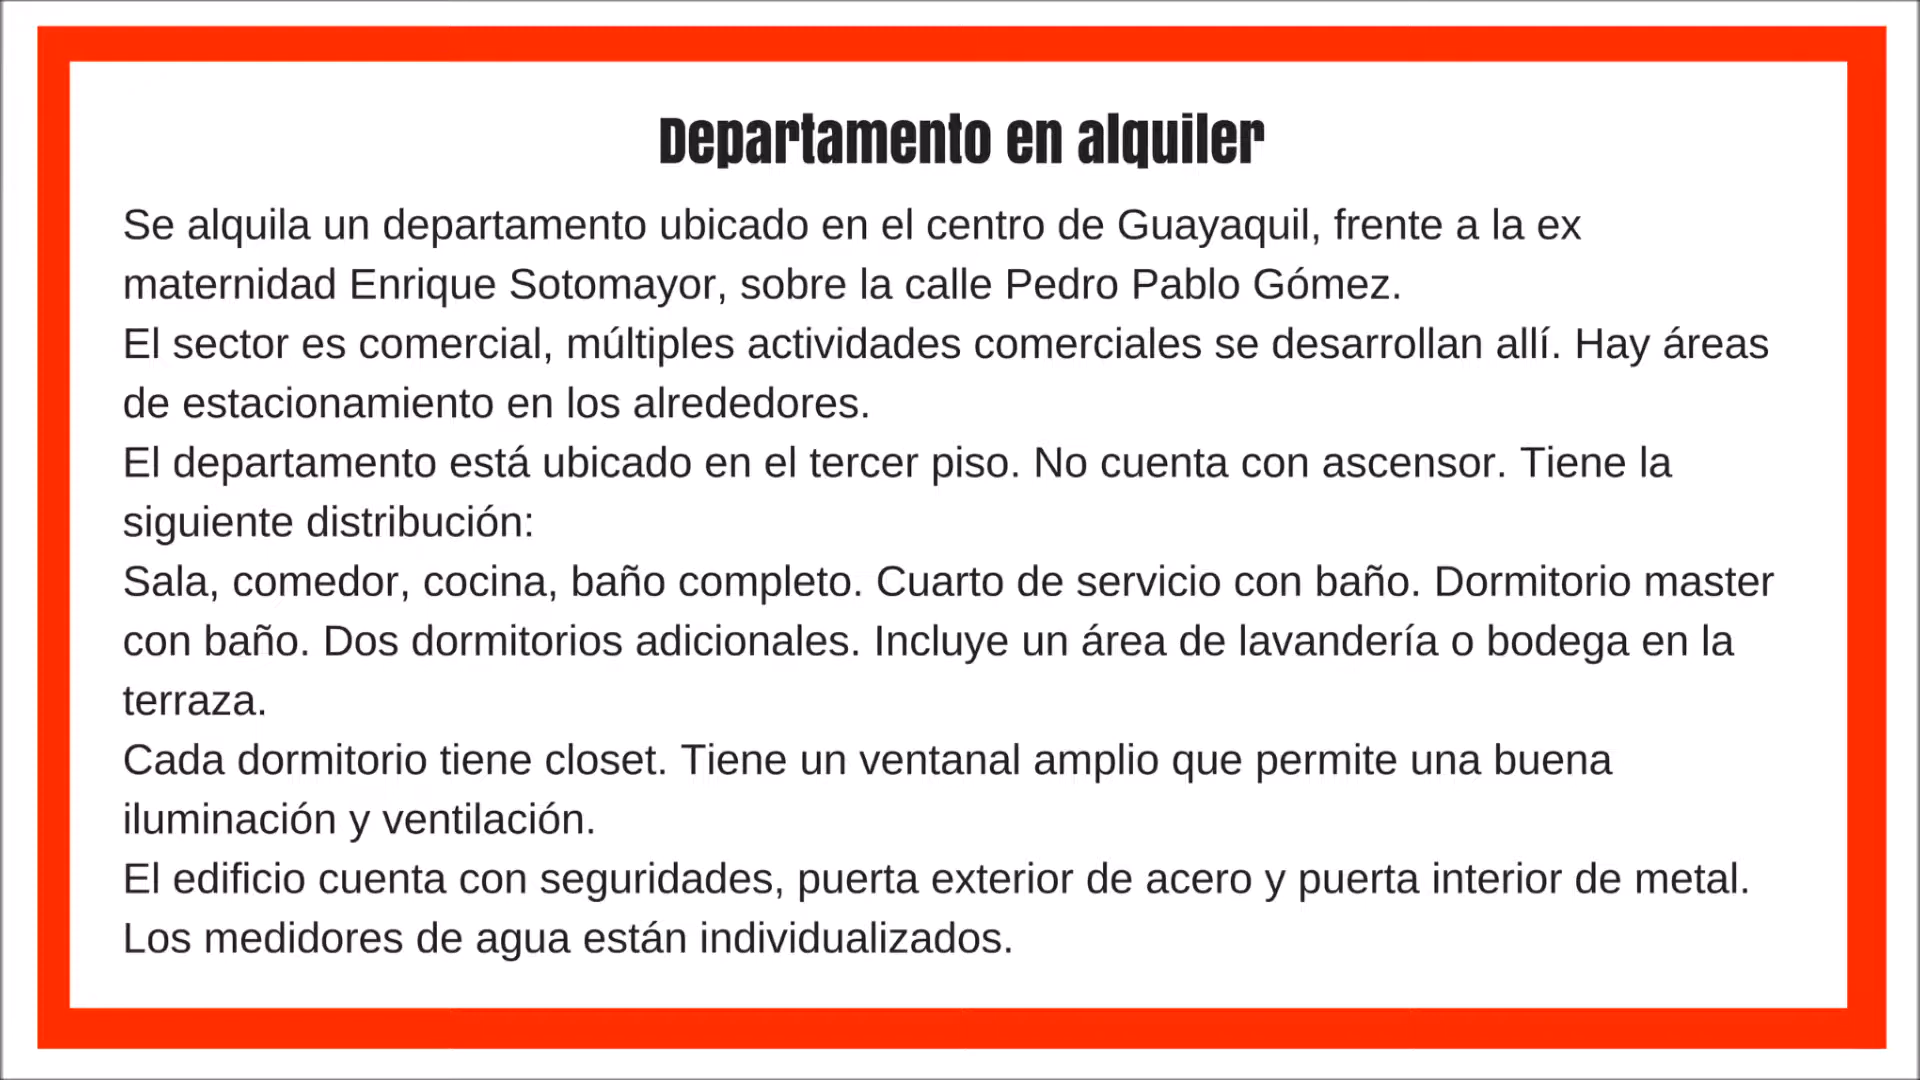 Departamento en alquiler
Se alquila un departamento ubicado en el centro de Guayaquil, frente a la ex
maternidad Enrique Sotomayor, sobre la calle Pedro Pablo Gómez.
El sector es comercial, múltiples actividades comerciales se desarrollan allí. Hay áreas
de estacionamiento en los alrededores.
El departamento está ubicado en el tercer piso. No cuenta con ascensor. Tiene la
siguiente distribución:
Sala, comedor, cocina, baño completo. Cuarto de servicio con baño. Dormitorio master
con baño. Dos dormitorios adicionales. Incluye un área de lavandería o bodega en la
terraza.
Cada dormitorio tiene closet. Tiene un ventanal amplio que permite una buena
iluminación y ventilación.
El edificio cuenta con seguridades, puerta exterior de acero y puerta interior de metal.
Los medidores de agua están individualizados.